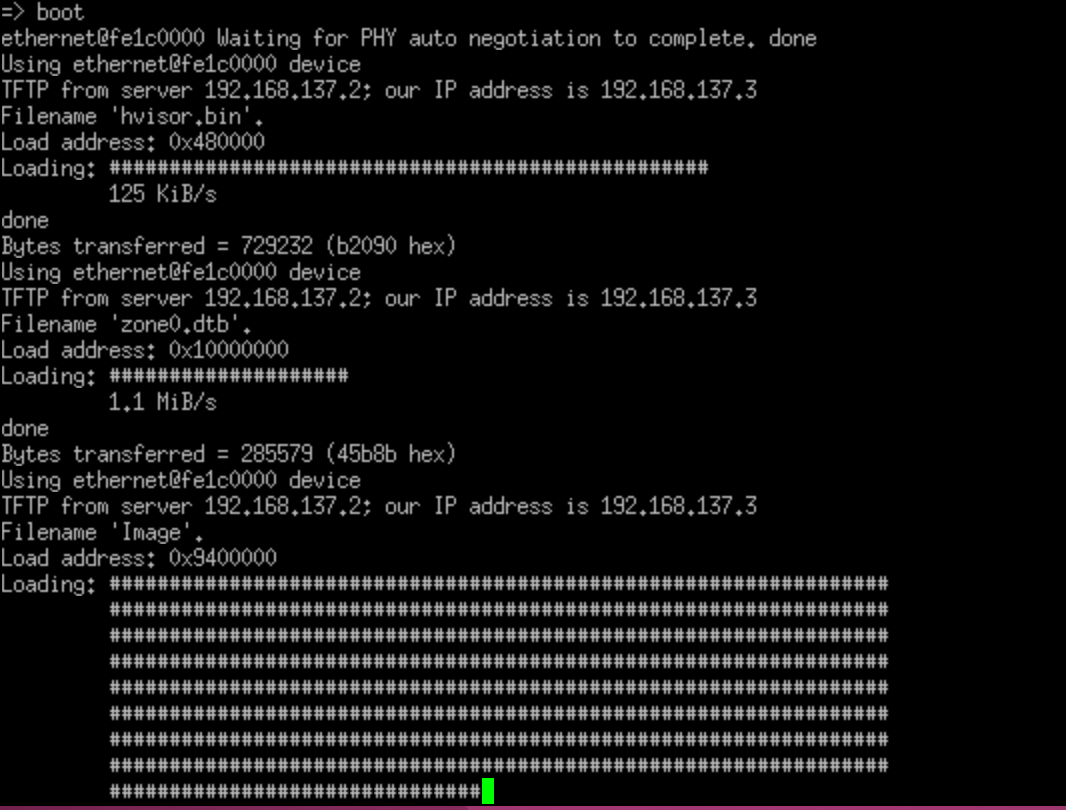 => boot
ethernet@fe1c0000 Waiting for PHY auto negotiation to complete. done
Using ethernet@fe1c0000 device
TFTP from server 192.168.137.2; our IP address is 192.168.137.3
Filename 'hvisor.bin'.
Load address: 0x480000
Loading: ##################################################
         125 KiB/s
done
Bytes transferred = 729232 (b2090 hex)
Using ethernet@fe1c0000 device
TFTP from server 192.168.137.2; our IP address is 192.168.137.3
Filename 'zone0.dtb'.
Load address: 0x10000000
Loading: ####################
         1.1 MiB/s
done
Bytes transferred = 285579 (45b8b hex)
Using ethernet@fe1c0000 device
TFTP from server 192.168.137.2; our IP address is 192.168.137.3
Filename 'Image'.
Load address: 0x9400000
Loading: #################################################################
         #################################################################
         #################################################################
         #################################################################
         #################################################################
         #################################################################
         #################################################################
         #################################################################
         ###############################